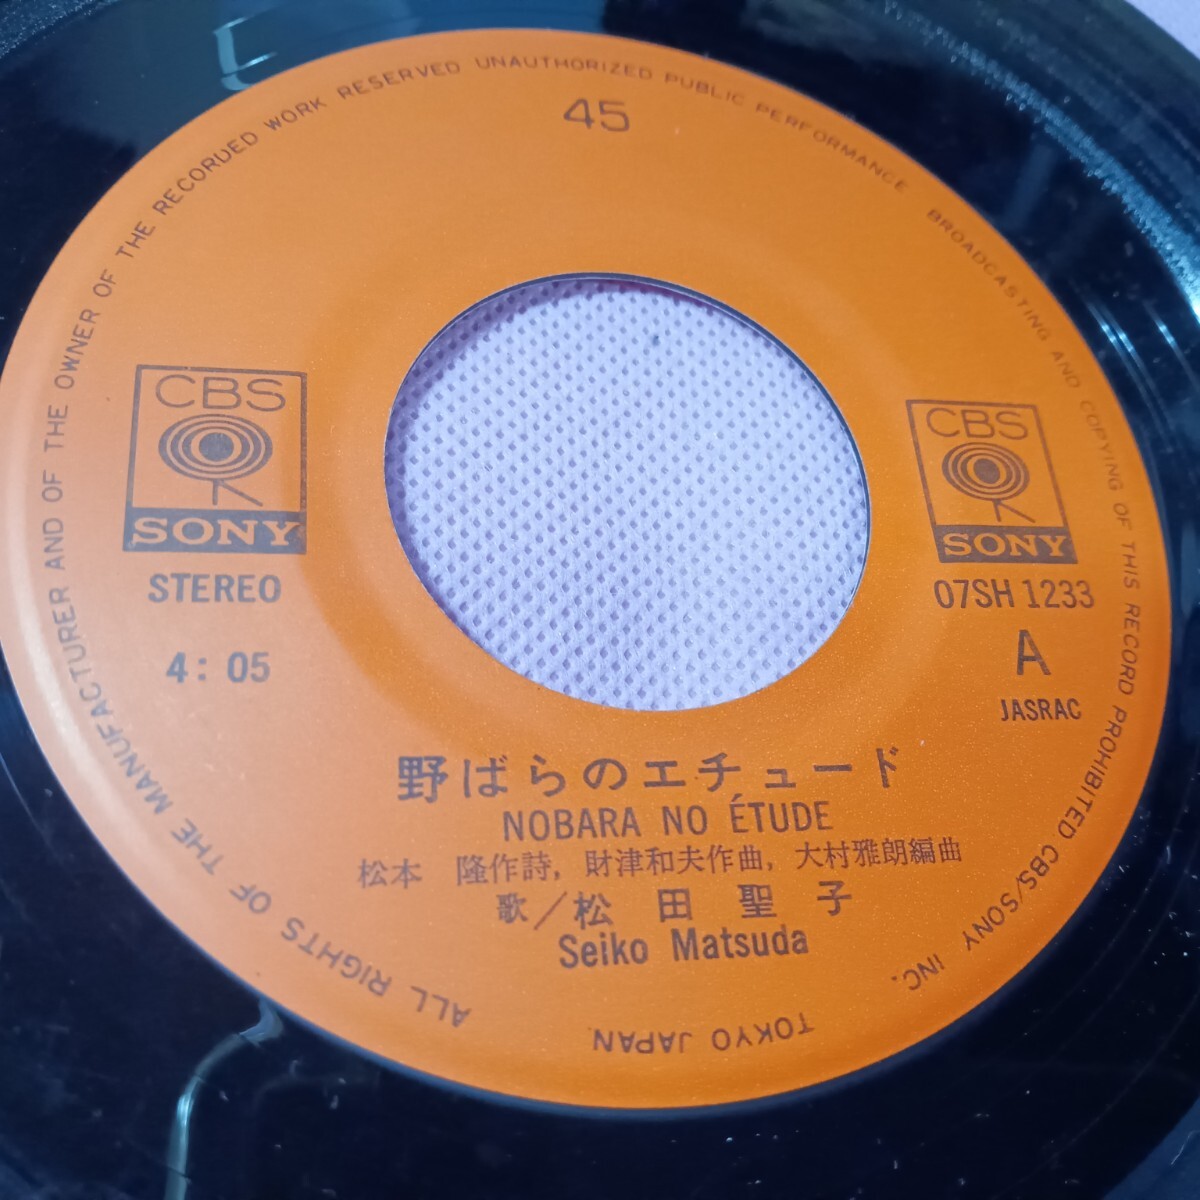 ALL RIGHTS OF THE MANUFACTURER AND OF THE OWNER OF THE RECORDED WORK RESERVED UNAUTHORIZED PUBLIC PERFORMANCE BROADCASTING AND COPYING OF THIS RECORD PROHIBITED CBS/SONY INC. TOKYO JAPAN
45
CBS
SONY
STEREO
4:05
CBS
SONY
07SH 1233
A
JASRAC
野ばらのエチュード
NOBARA NO ÉTUDE
松本 隆作詩, 財津和夫作曲, 大村雅朗編曲
歌/松田聖子
Seiko Matsuda